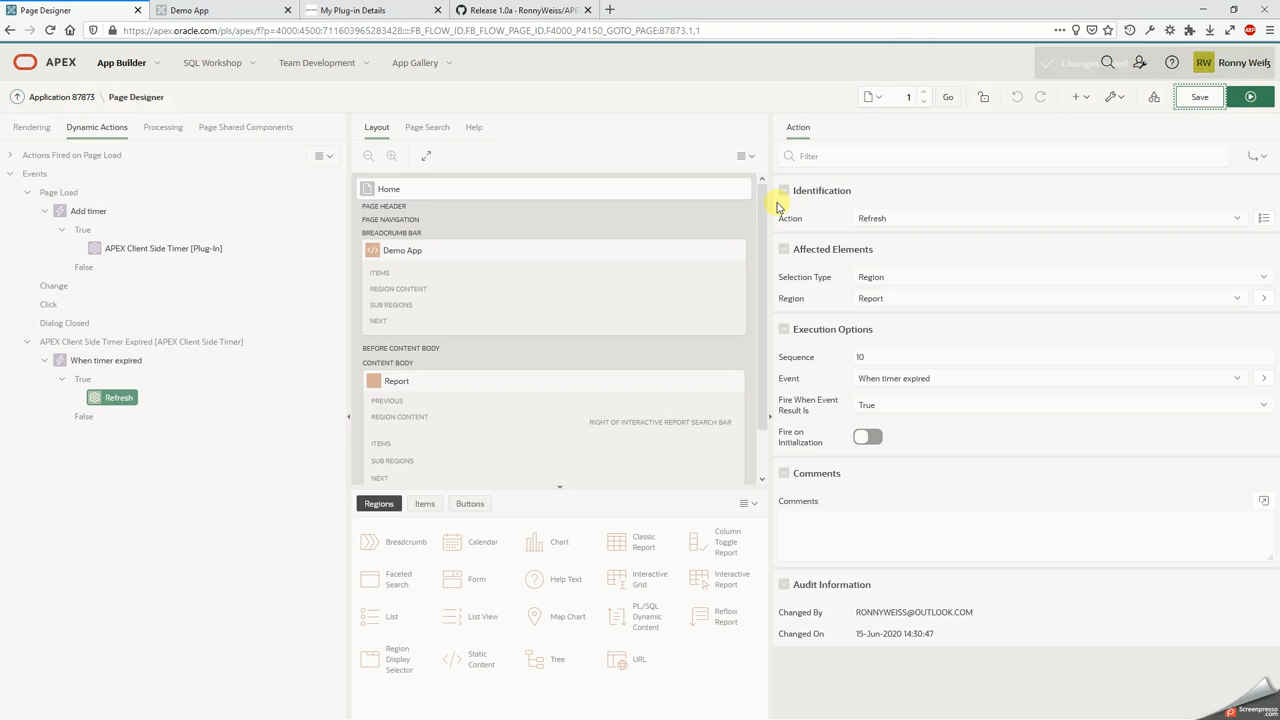 Page Designer
Demo App
My Plug-in Details
Release 1.0a · RonnyWeiss/APE
https://apex.oracle.com/pls/apex/f?p=4000:4500:711603965283428::::FB_FLOW_ID,FB_FLOW_PAGE_ID,F4000_P4150_GOTO_PAGE:87873,1,1
APEX
App Builder
SQL Workshop
Team Development
App Gallery
Changes
RW
Ronny Weiß
Application 87873
Page Designer
1
Go
Save
Rendering
Dynamic Actions
Processing
Page Shared Components
Actions Fired on Page Load
Events
Page Load
Add timer
True
APEX Client Side Timer [Plug-In]
False
Change
Click
Dialog Closed
APEX Client Side Timer Expired [APEX Client Side Timer]
When timer expired
True
Refresh
False
Layout
Page Search
Help
Home
PAGE HEADER
PAGE NAVIGATION
BREADCRUMB BAR
Demo App
ITEMS
REGION CONTENT
SUB REGIONS
NEXT
BEFORE CONTENT BODY
CONTENT BODY
Report
PREVIOUS
REGION CONTENT
RIGHT OF INTERACTIVE REPORT SEARCH BAR
ITEMS
SUB REGIONS
NEXT
Regions
Items
Buttons
Breadcrumb
Calendar
Chart
Classic
Report
Column
Toggle
Report
Faceted
Search
Form
Help Text
Interactive
Grid
Interactive
Report
List
List View
Map Chart
PL/SQL
Dynamic
Content
Reflow
Report
Region
Display
Selector
Static
Content
Tree
URL
Action
Filter
Identification
Action
Refresh
Affected Elements
Selection Type
Region
Region
Report
Execution Options
Sequence
10
Event
When timer expired
Fire When Event
Result Is
True
Fire on
Initialization
Comments
Comments
Audit Information
Changed By
RONNYWEISS@OUTLOOK.COM
Changed On
15-Jun-2020 14:30:47
Screenpresso
.com